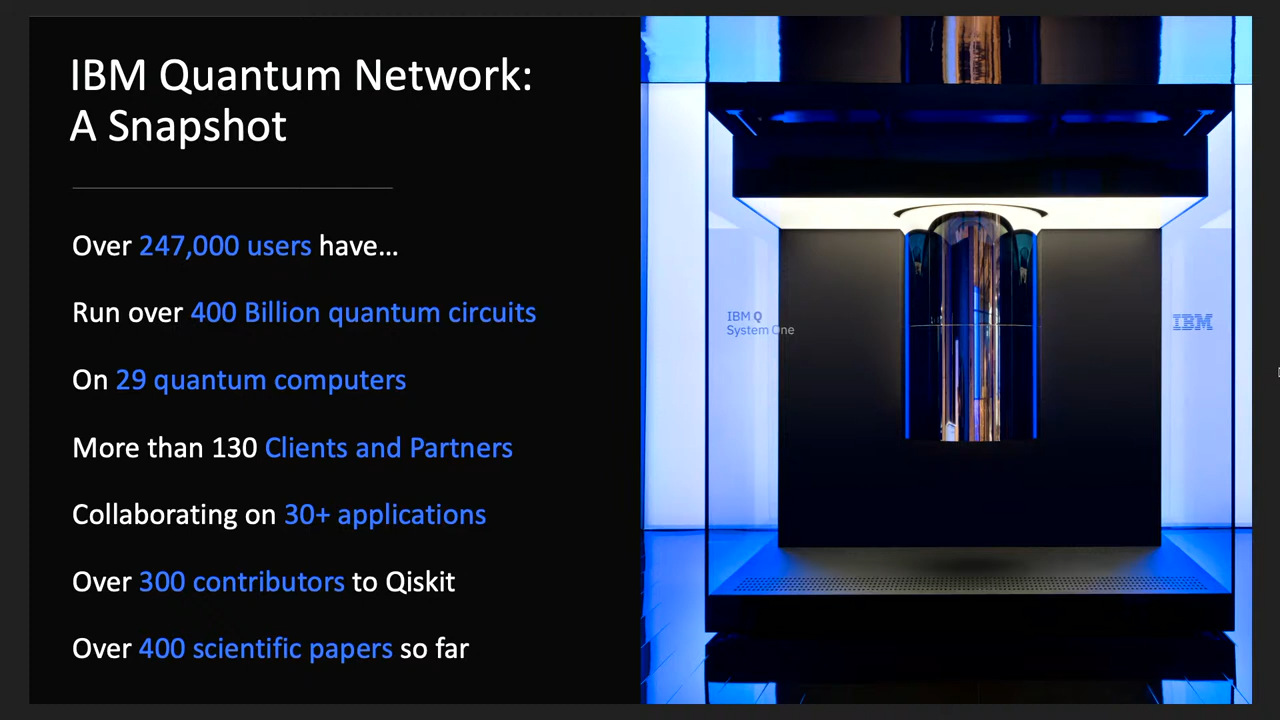 IBM Quantum Network:
A Snapshot
Over 247,000 users have...
Run over 400 Billion quantum circuits
On 29 quantum computers
More than 130 Clients and Partners
Collaborating on 30+ applications
Over 300 contributors to Qiskit
Over 400 scientific papers so far
IBM Q
System One
IBM